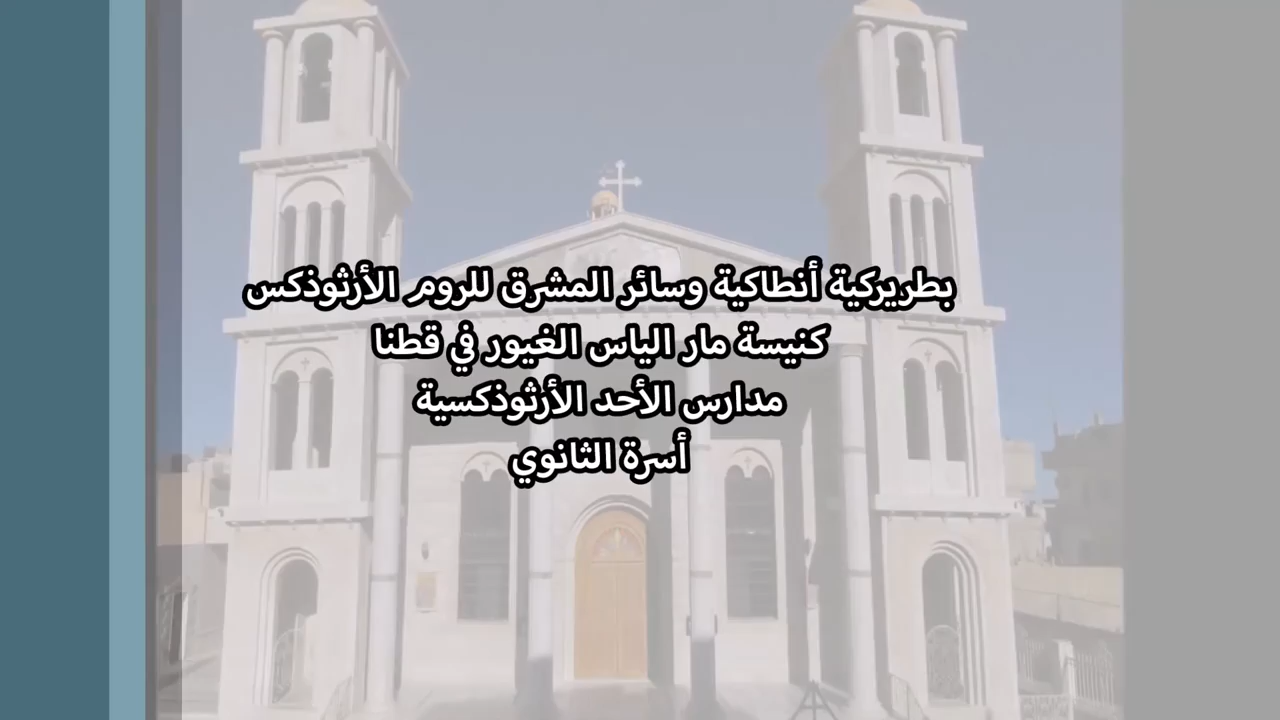 بطريركية أنطاكية وسائر المشرق للروم الأرثوذكس
كنيسة مار الياس الغيور في قطنا
مدارس الأحد الأرثوذكسية
أسرة الثانوي